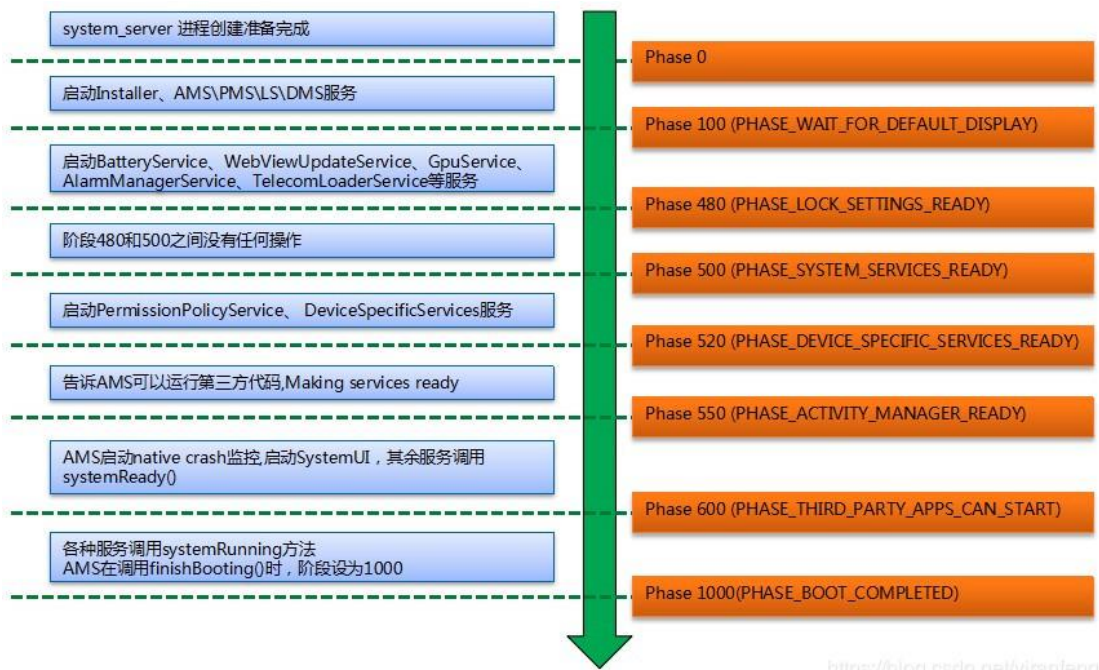 system_server 进程创建准备完成
Phase 0
启动Installer、AMS\PMS\LS\DMS服务
Phase 100 (PHASE_WAIT_FOR_DEFAULT_DISPLAY)
启动BatteryService、WebViewUpdateService、GpuService、
AlarmManagerService、TelecomLoaderService等服务
Phase 480 (PHASE_LOCK_SETTINGS_READY)
阶段480和500之间没有任何操作
Phase 500 (PHASE_SYSTEM_SERVICES_READY)
启动PermissionPolicyService、 DeviceSpecificServices服务
Phase 520 (PHASE_DEVICE_SPECIFIC_SERVICES_READY)
告诉AMS可以运行第三方代码,Making services ready
Phase 550 (PHASE_ACTIVITY_MANAGER_READY)
AMS启动native crash监控,启动SystemUI，其余服务调用
systemReady()
Phase 600 (PHASE_THIRD_PARTY_APPS_CAN_START)
各种服务调用systemRunning方法
AMS在调用finishBooting()时，阶段设为1000
Phase 1000(PHASE_BOOT_COMPLETED)
https://blog.csdn.net/yiranfeng